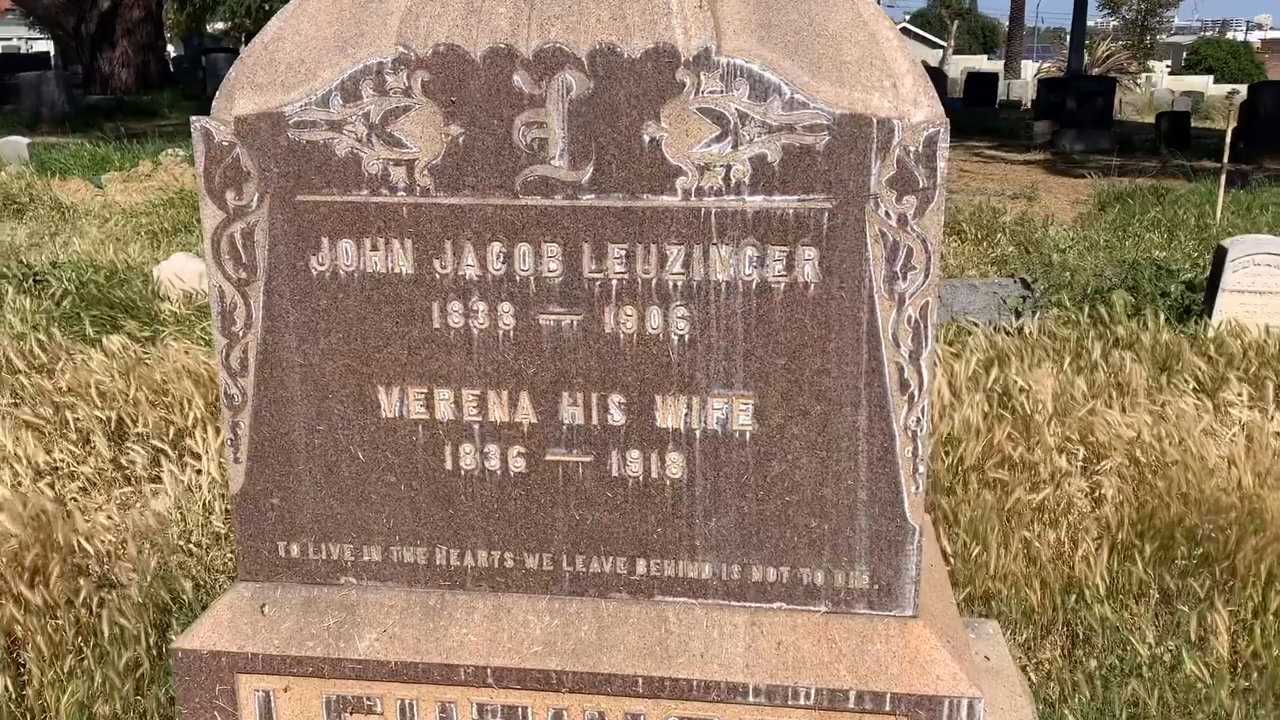 L
JOHN JACOB LEUZINGER
1838 — 1906
VERENA HIS WIFE
1836 — 1918
TO LIVE IN THE HEARTS WE LEAVE BEHIND IS NOT TO DIE.
LEUZINGER